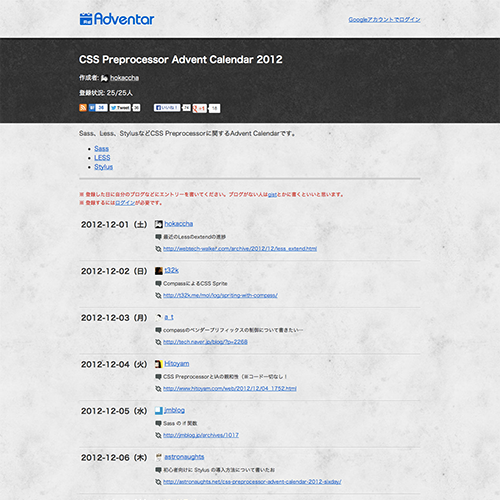 Adventar
Googleアカウントでログイン
CSS Preprocessor Advent Calendar 2012
作成者: hokaccha
登録状況: 25/25人
38 Tweet 36 いいね! 74 +1 18
Sass、Less、StylusなどCSS Preprocessorに関するAdvent Calendarです。
Sass
LESS
Stylus
※ 登録した日に自分のブログなどにエントリーを書いてください。ブログがない人はgistとかに書くといいと思います。
※ 登録するにはログインが必要です。
2012-12-01 (土) hokaccha
最近のLessのextendの進捗
http://webtech-walker.com/archive/2012/12/less_extend.html
2012-12-02 (日) t32k
CompassによるCSS Sprite
http://t32k.me/mol/log/spriting-with-compass/
2012-12-03 (月) a_t
compassのベンダープリフィックスの制御について書きたい…
http://tech.naver.jp/blog/?p=2268
2012-12-04 (火) Hitoyam
CSS PreprocessorとIAの親和性（※コード一切なし！
http://www.hitoyam.com/web/2012/12/04_1752.html
2012-12-05 (水) jmblog
Sass の if 関数
http://jmblog.jp/archives/1017
2012-12-06 (木) astronaughts
初心者向けに Stylus の導入方法について書いたお
http://astronaughts.net/css-preprocessor-advent-calendar-2012-sixday/